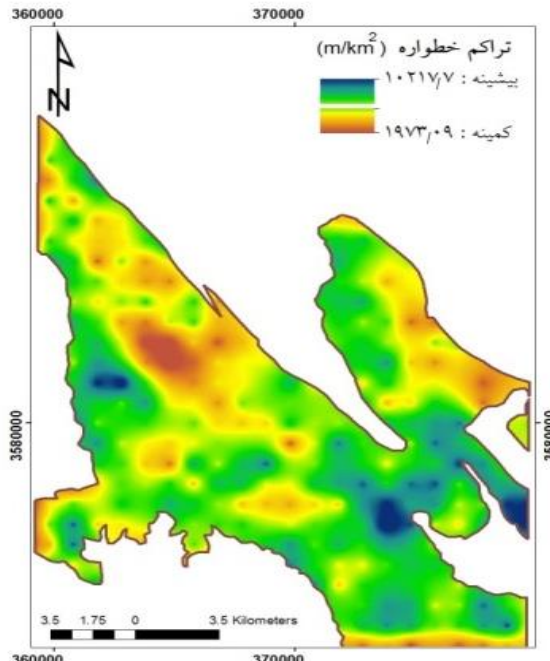 360000 370000
تراکم خطواره (m/km²)
بیشینه : ۱۰۲۱۷٫۷
کمینه : ۱۹۷۳٫۰۹
N
3580000 3580000
3.5 1.75 0 3.5 Kilometers
360000 370000